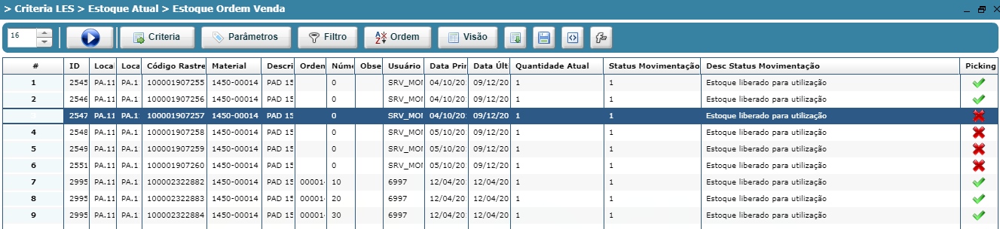 > Criteria LES > Estoque Atual > Estoque Ordem Venda
16 Criteria Parâmetros Filtro Ordem Visão
# ID Local Loca Código Rastre Material Descri Orden Núme Obse Usuário Data Prin Data Últ Quantidade Atual Status Movimentação Desc Status Movimentação Picking
1 2545 PA.11 PA.1 100001907255 1450-00014 PAD 15 0 SRV_MON 04/10/20 09/12/20 1 1 Estoque liberado para utilização
2 2546 PA.11 PA.1 100001907256 1450-00014 PAD 15 0 SRV_MON 04/10/20 09/12/20 1 1 Estoque liberado para utilização
2547 PA.11 PA.1 100001907257 1450-00014 PAD 15 0 SRV_MON 04/10/20 09/12/20 1 1 Estoque liberado para utilização
4 2548 PA.11 PA.1 100001907258 1450-00014 PAD 15 0 SRV_MON 05/10/20 09/12/20 1 1 Estoque liberado para utilização
5 2549 PA.11 PA.1 100001907259 1450-00014 PAD 15 0 SRV_MON 05/10/20 09/12/20 1 1 Estoque liberado para utilização
6 2551 PA.11 PA.1 100001907260 1450-00014 PAD 15 0 SRV_MON 05/10/20 09/12/20 1 1 Estoque liberado para utilização
7 2995 PA.11 PA.1 100002322882 1450-00014 PAD 15 00001 10 6997 12/04/20 12/04/20 1 1 Estoque liberado para utilização
8 2995 PA.11 PA.1 100002322883 1450-00014 PAD 15 00001 20 6997 12/04/20 12/04/20 1 1 Estoque liberado para utilização
9 2995 PA.11 PA.1 100002322884 1450-00014 PAD 15 00001 30 6997 12/04/20 12/04/20 1 1 Estoque liberado para utilização